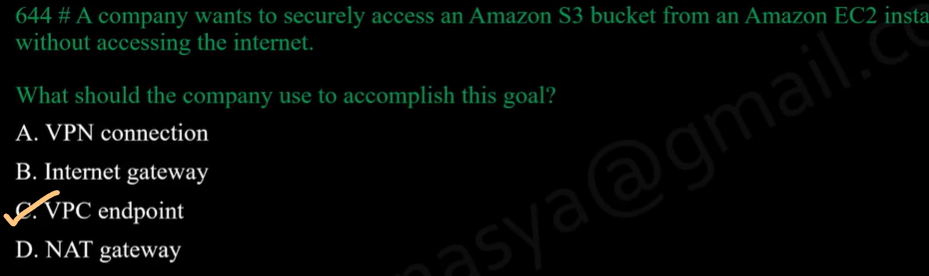 644 # A company wants to securely access an Amazon S3 bucket from an Amazon EC2
without accessing the internet.
What should the company use to accomplish this goal?
A. VPN connection
B. Internet gateway
C. VPC endpoint
D. NAT gateway
asya@gmail.c